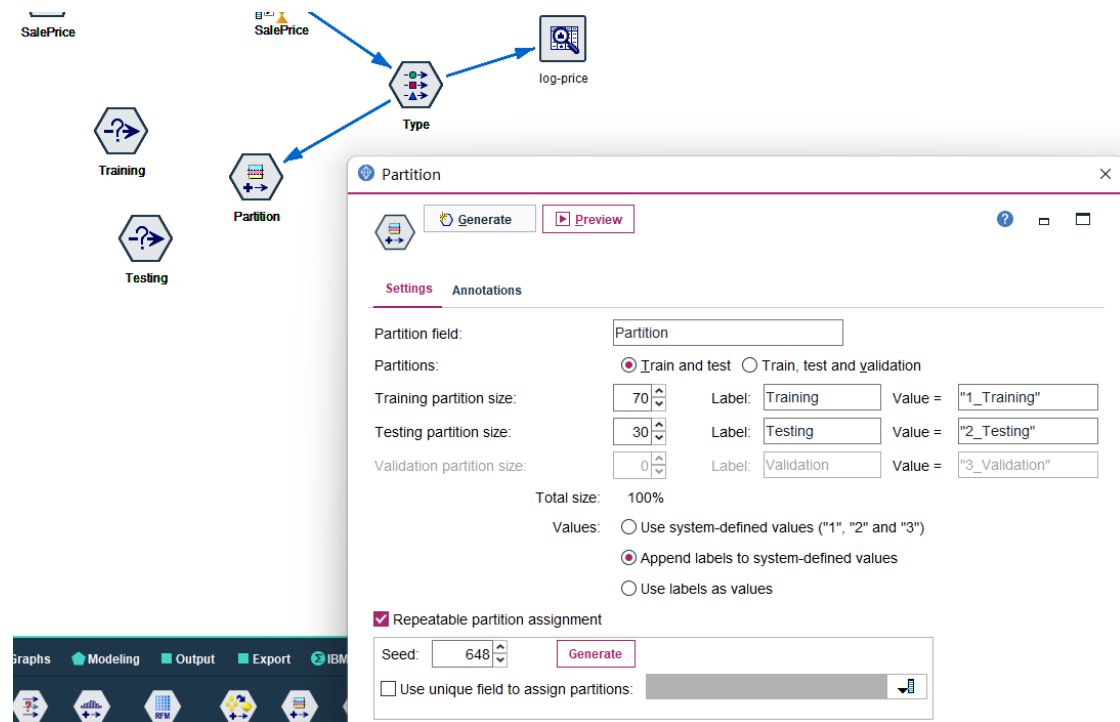 SalePrice
SalePrice
log-price
Type
Training
Partition
Testing
Partition
Generate
Preview
?
Settings
Annotations
Partition field:
Partition
Partitions:
Train and test
Train, test and validation
Training partition size:
70
Label:
Training
Value =
"1_Training"
Testing partition size:
30
Label:
Testing
Value =
"2_Testing"
Validation partition size:
0
Label:
Validation
Value =
"3_Validation"
Total size:
100%
Values:
Use system-defined values ("1", "2" and "3")
Append labels to system-defined values
Use labels as values
Repeatable partition assignment
Seed:
648
Generate
Use unique field to assign partitions:
Graphs
Modeling
Output
Export
IBM
RFM